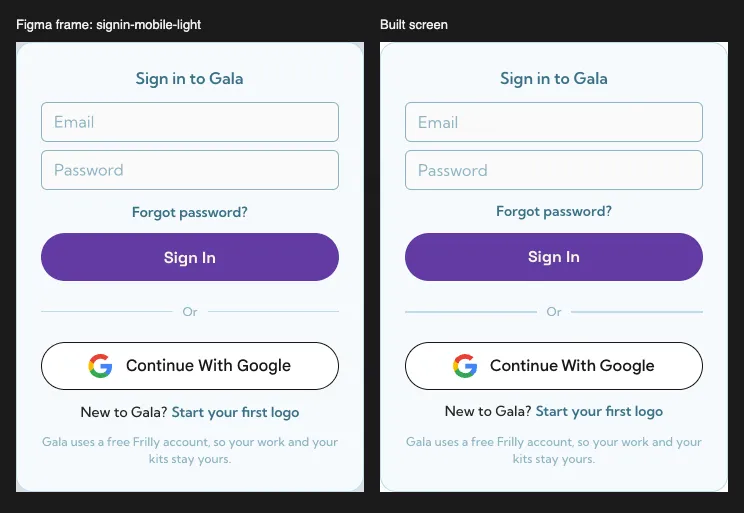 Figma frame: signin-mobile-light
Sign in to Gala
Email
Password
Forgot password?
Sign In
Or
Continue With Google
New to Gala? Start your first logo
Gala uses a free Frilly account, so your work and your
kits stay yours.
Built screen
Sign in to Gala
Email
Password
Forgot password?
Sign In
Or
Continue With Google
New to Gala? Start your first logo
Gala uses a free Frilly account, so your work and your
kits stay yours.